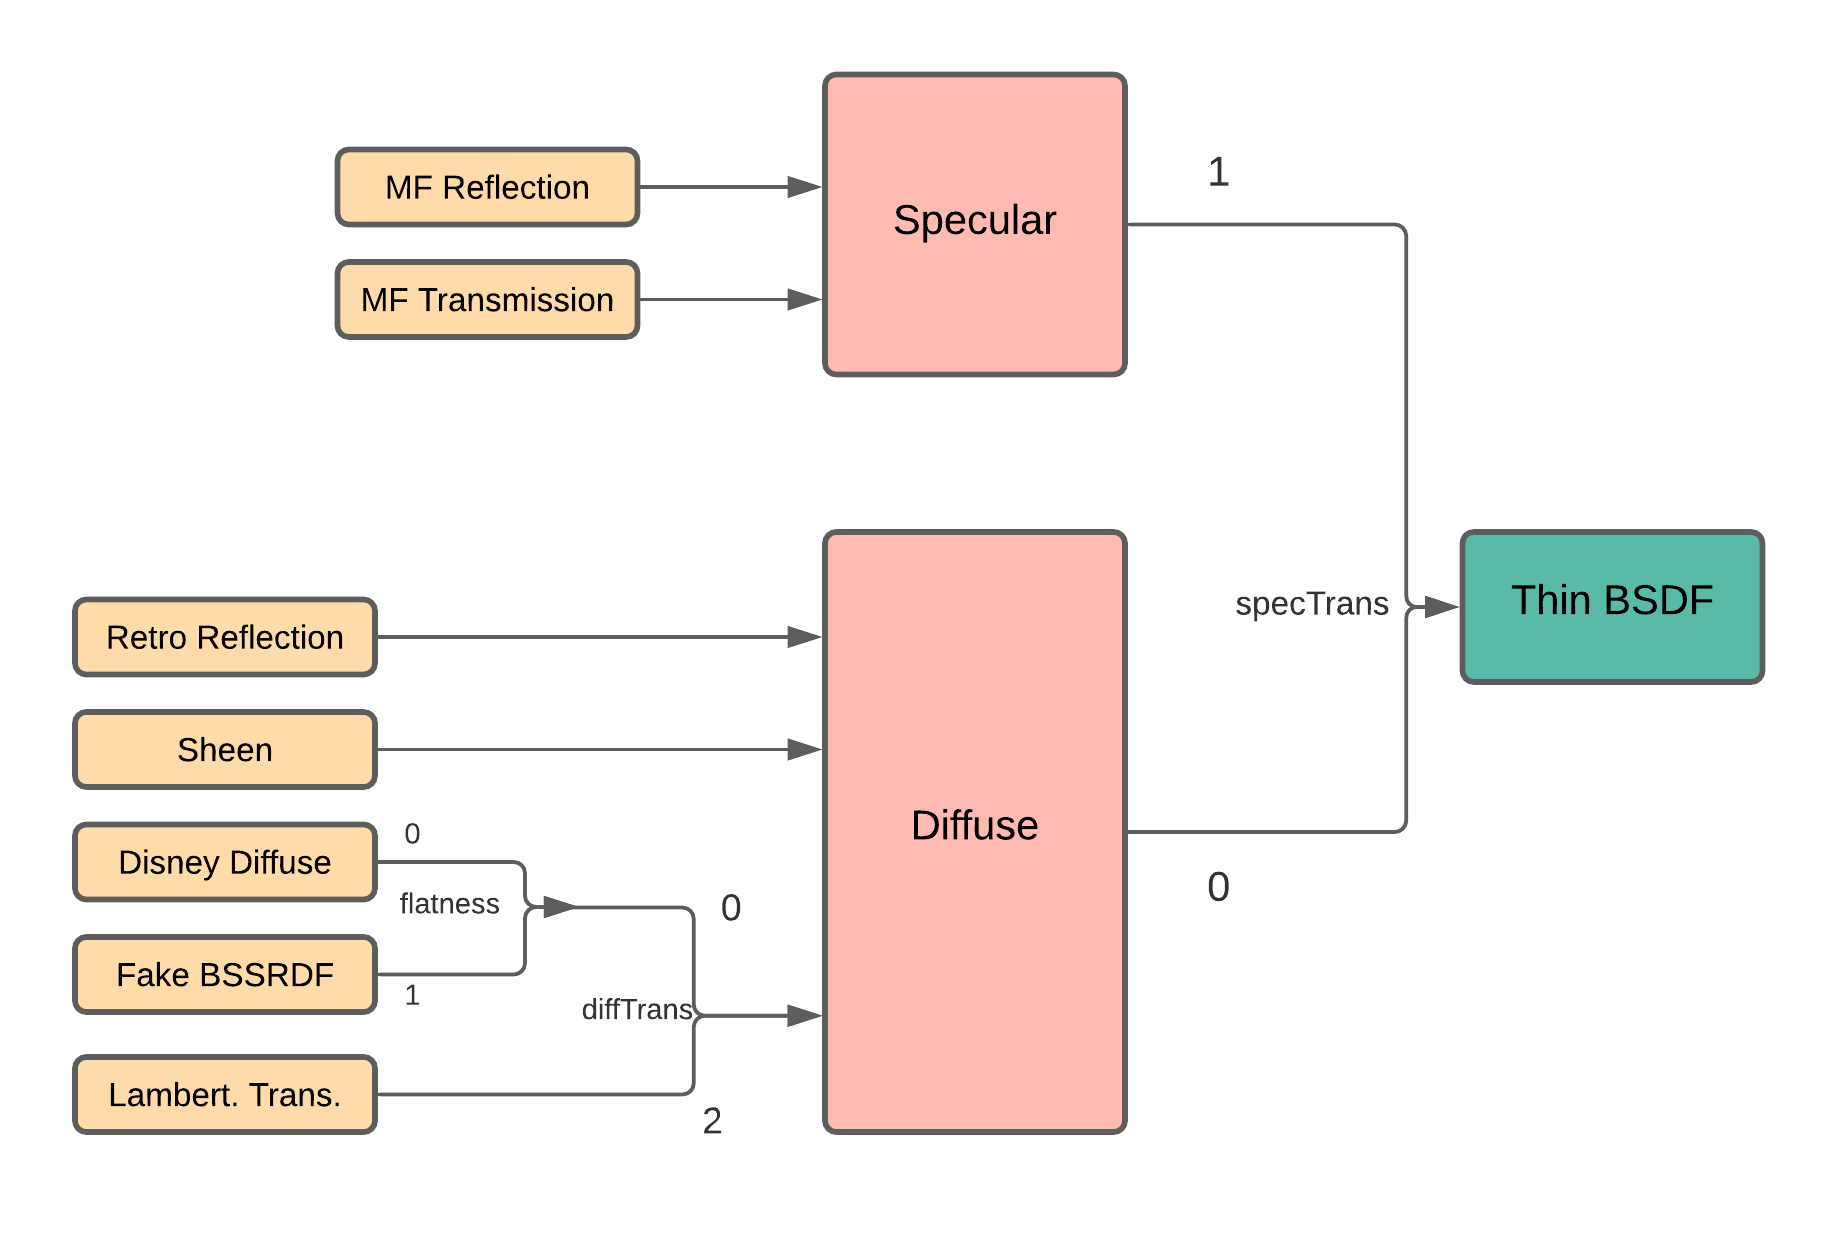 MF Reflection
MF Transmission
Specular
1
Retro Reflection
Sheen
Disney Diffuse
Fake BSSRDF
Lambert. Trans.
0
flatness
1
0
diffTrans
2
Diffuse
0
specTrans
Thin BSDF